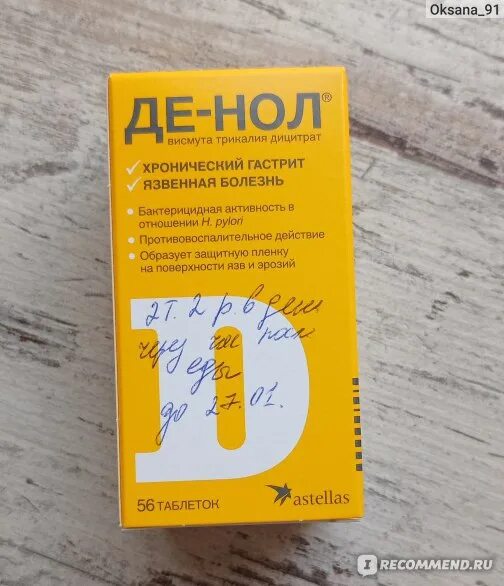 Oksana_91
ДЕ-НОЛ®
висмута трикалия дицитрат
ХРОНИЧЕСКИЙ ГАСТРИТ
ЯЗВЕННАЯ БОЛЕЗНЬ
• Бактерицидная активность в
отношении H. pylori
• Противовоспалительное действие
• Образует защитную пленку
на поверхности язв и эрозий
2т. 2 р. в день
через час после
еды
до 27.01.
D
56 ТАБЛЕТОК
astellas
I RECOMMEND.RU